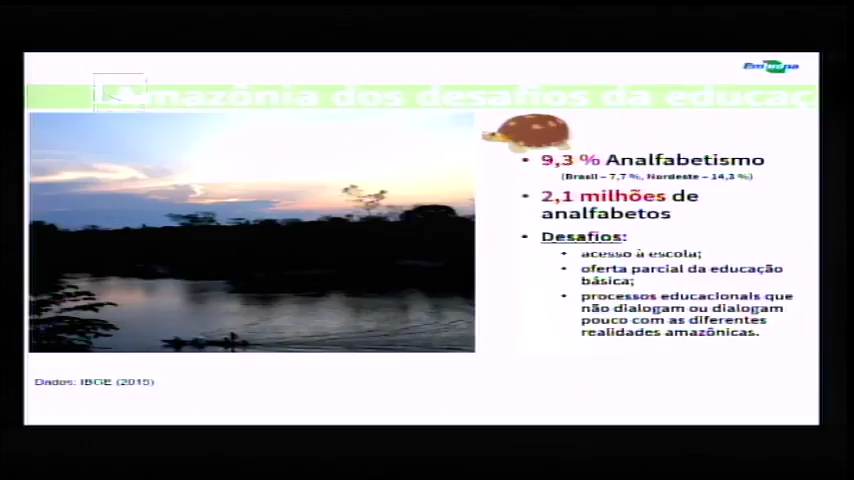 Embrapa
Amazônia dos desafios da educaç
• 9,3 % Analfabetismo
(Brasil – 7,7 %, Nordeste – 14,3 %)
• 2,1 milhões de
analfabetos
• Desafios:
• acesso à escola;
• oferta parcial da educação
básica;
• processos educacionais que
não dialogam ou dialogam
pouco com as diferentes
realidades amazônicas.
Dados: IBGE (2015)